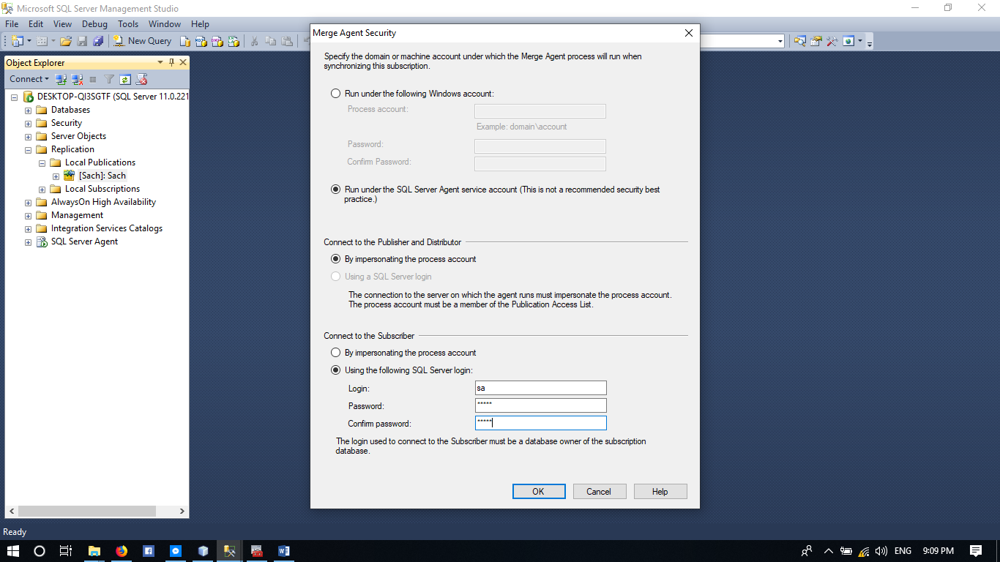 Microsoft SQL Server Management Studio
File Edit View Debug Tools Window Help
New Query
MDX DMX
Object Explorer
Connect
DESKTOP-QI3SGTF (SQL Server 11.0.221
Databases
Security
Server Objects
Replication
Local Publications
[Sach]: Sach
Local Subscriptions
AlwaysOn High Availability
Management
Integration Services Catalogs
SQL Server Agent
Merge Agent Security
Specify the domain or machine account under which the Merge Agent process will run when
synchronizing this subscription.
Run under the following Windows account:
Process account:
Example: domain\account
Password:
Confirm Password:
Run under the SQL Server Agent service account (This is not a recommended security best
practice.)
Connect to the Publisher and Distributor
By impersonating the process account
Using a SQL Server login
The connection to the server on which the agent runs must impersonate the process account.
The process account must be a member of the Publication Access List.
Connect to the Subscriber
By impersonating the process account
Using the following SQL Server login:
Login: sa
Password: *****
Confirm password: *****
The login used to connect to the Subscriber must be a database owner of the subscription
database.
OK Cancel Help
Ready
ENG 9:09 PM